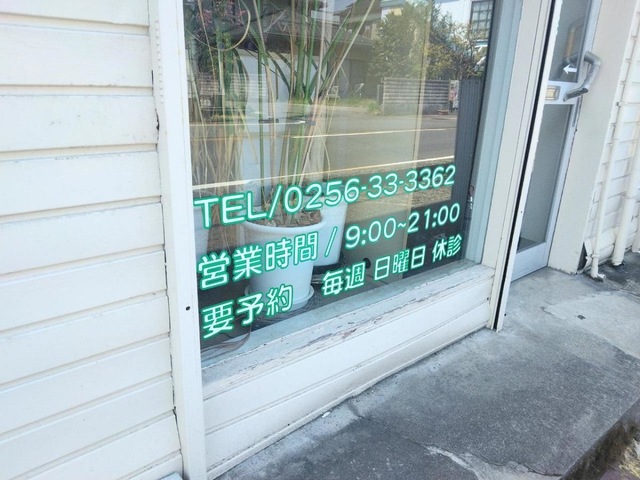 TEL/0256-33-3362
営業時間 / 9:00~21:00
要予約 毎週 日曜日 休診